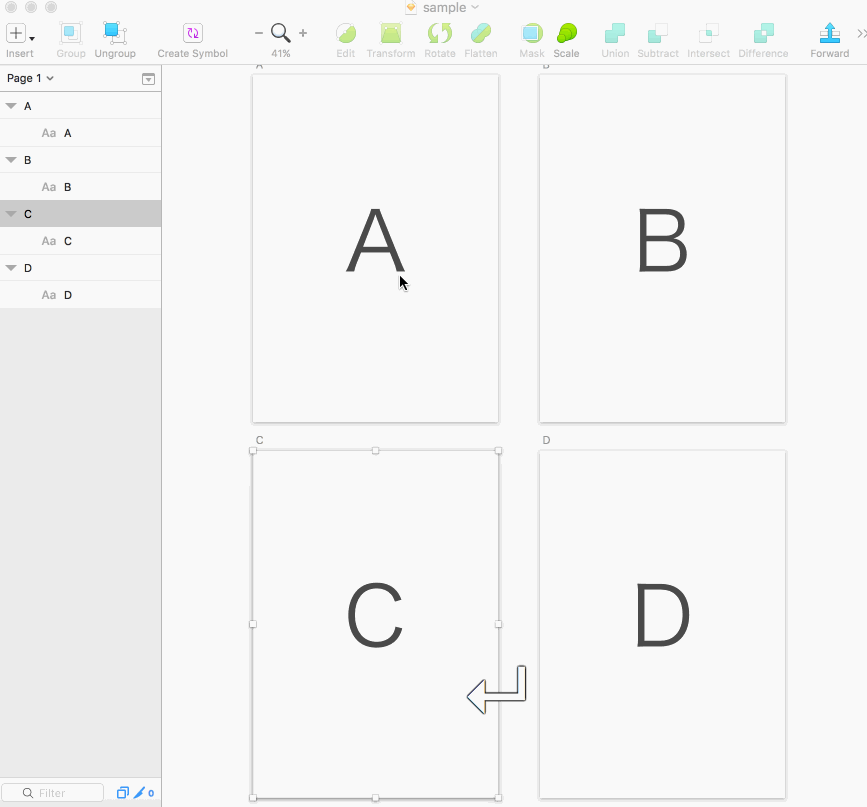 sample
Insert
Group
Ungroup
Create Symbol
41%
Edit
Transform
Rotate
Flatten
Mask
Scale
Union
Subtract
Intersect
Difference
Forward
Page 1
A
Aa A
B
Aa B
C
Aa C
D
Aa D
A
B
A
B
C
D
C
D
Filter
0